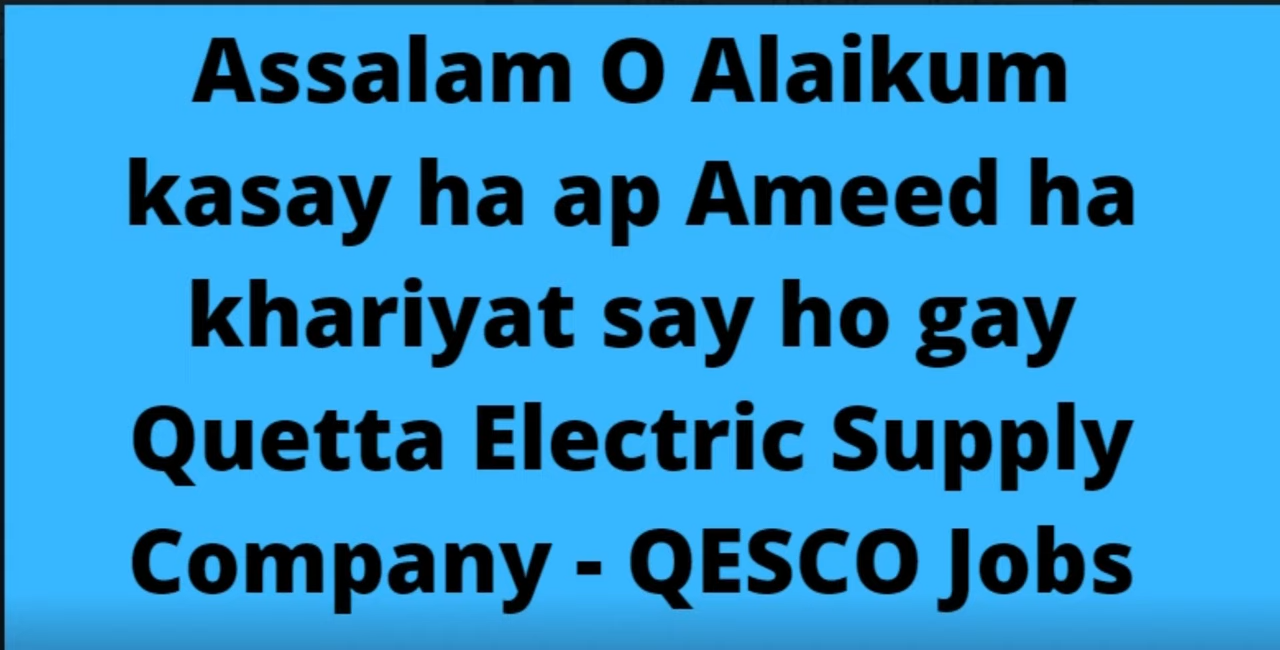 Assalam O Alaikum
kasay ha ap Ameed ha
khariyat say ho gay
Quetta Electric Supply
Company - QESCO Jobs